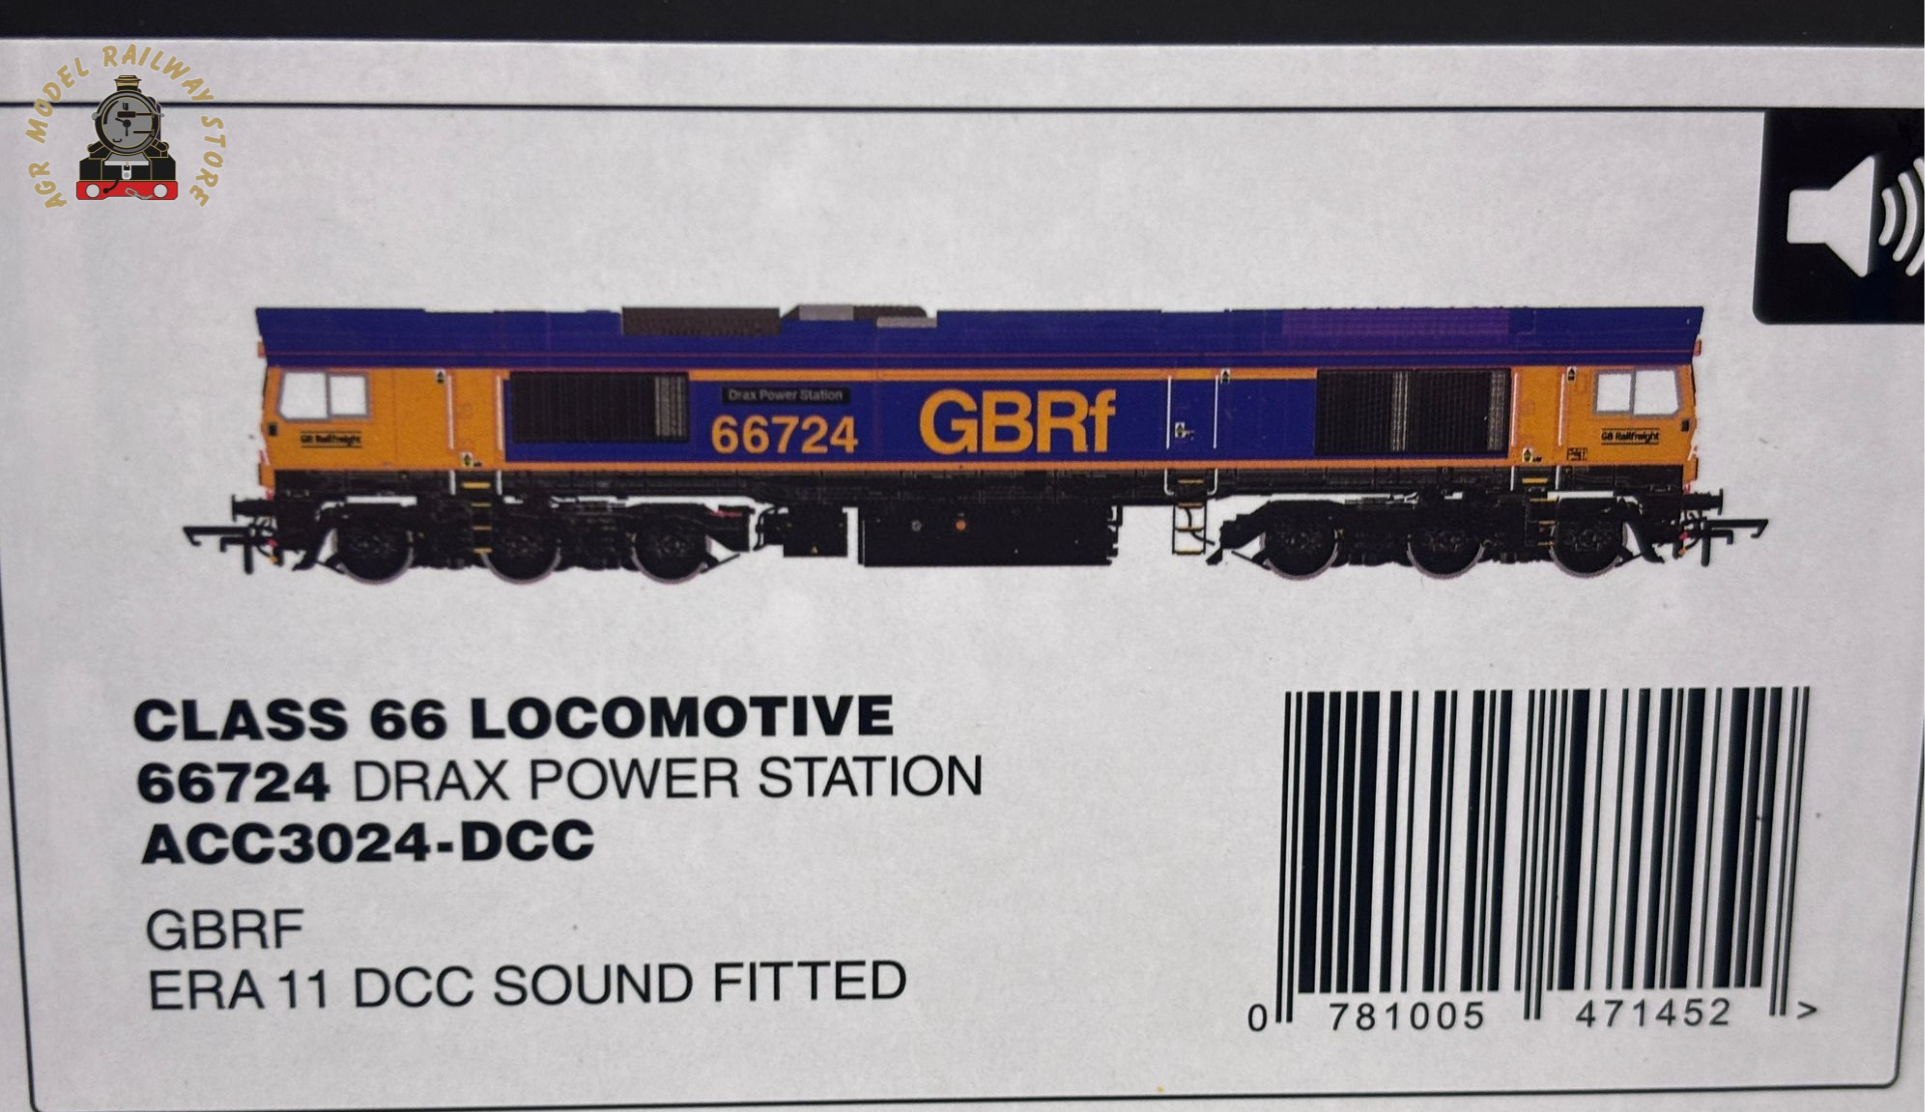 AGR MODEL RAILWAY STORE
Drax Power Station
66724
GBRf
GB Railfreight
GB Railfreight
CLASS 66 LOCOMOTIVE
66724 DRAX POWER STATION
ACC3024-DCC
GBRF
ERA 11 DCC SOUND FITTED
0 781005 471452 >